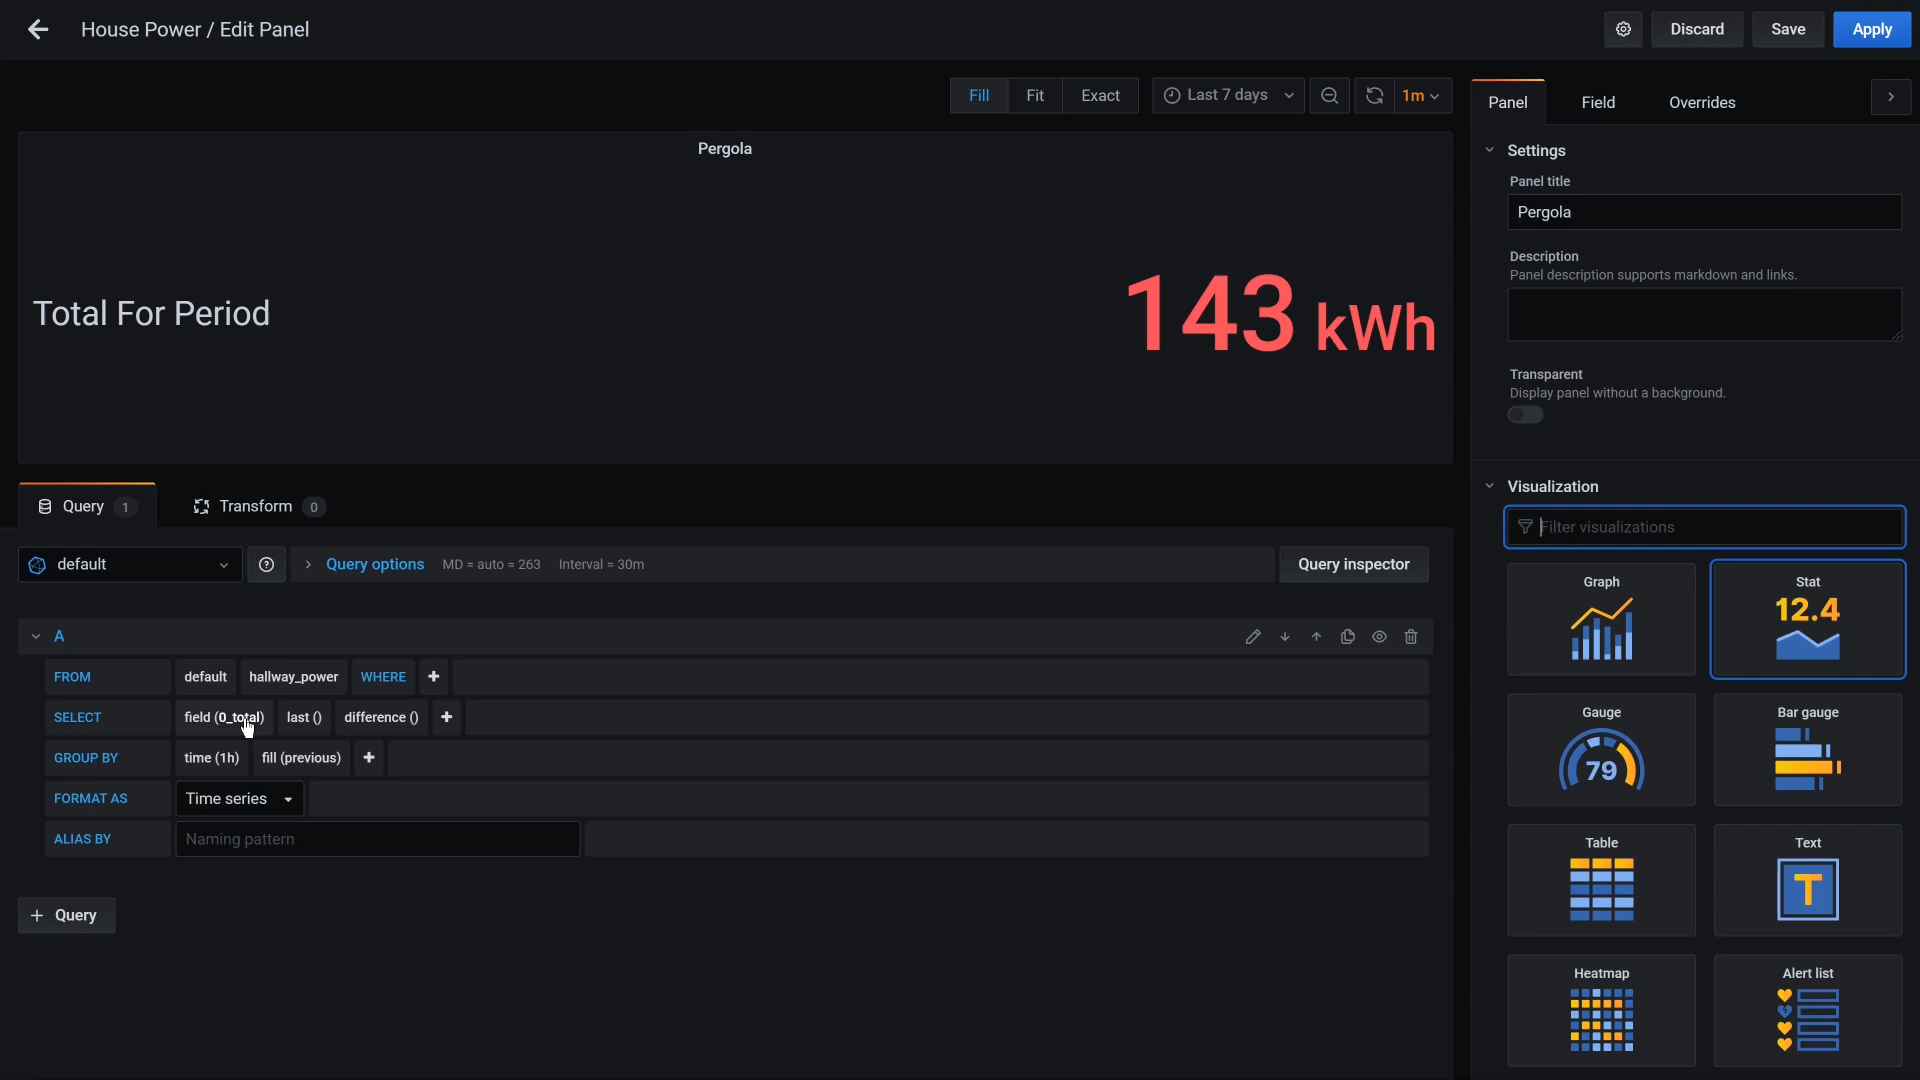 House Power / Edit Panel
Discard
Save
Apply
Fill
Fit
Exact
Last 7 days
1m
Panel
Field
Overrides
Pergola
Total For Period
143 kWh
Settings
Panel title
Pergola
Description
Panel description supports markdown and links.
Transparent
Display panel without a background.
Visualization
Filter visualizations
Graph
Stat
12.4
Gauge
79
Bar gauge
Table
Text
T
Heatmap
Alert list
Query 1
Transform 0
default
Query options MD = auto = 263 Interval = 30m
Query inspector
A
FROM default hallway_power WHERE +
SELECT field (0_total) last () difference () +
GROUP BY time (1h) fill (previous) +
FORMAT AS Time series
ALIAS BY Naming pattern
+ Query